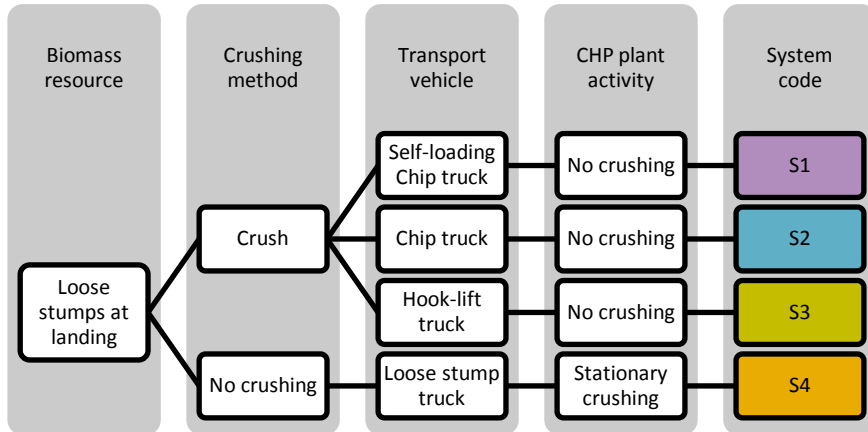 Biomass
resource
Crushing
method
Transport
vehicle
CHP plant
activity
System
code
Self-loading
Chip truck
No crushing
S1
Crush
Chip truck
No crushing
S2
Loose
stumps at
landing
Hook-lift
truck
No crushing
S3
No crushing
Loose stump
truck
Stationary
crushing
S4